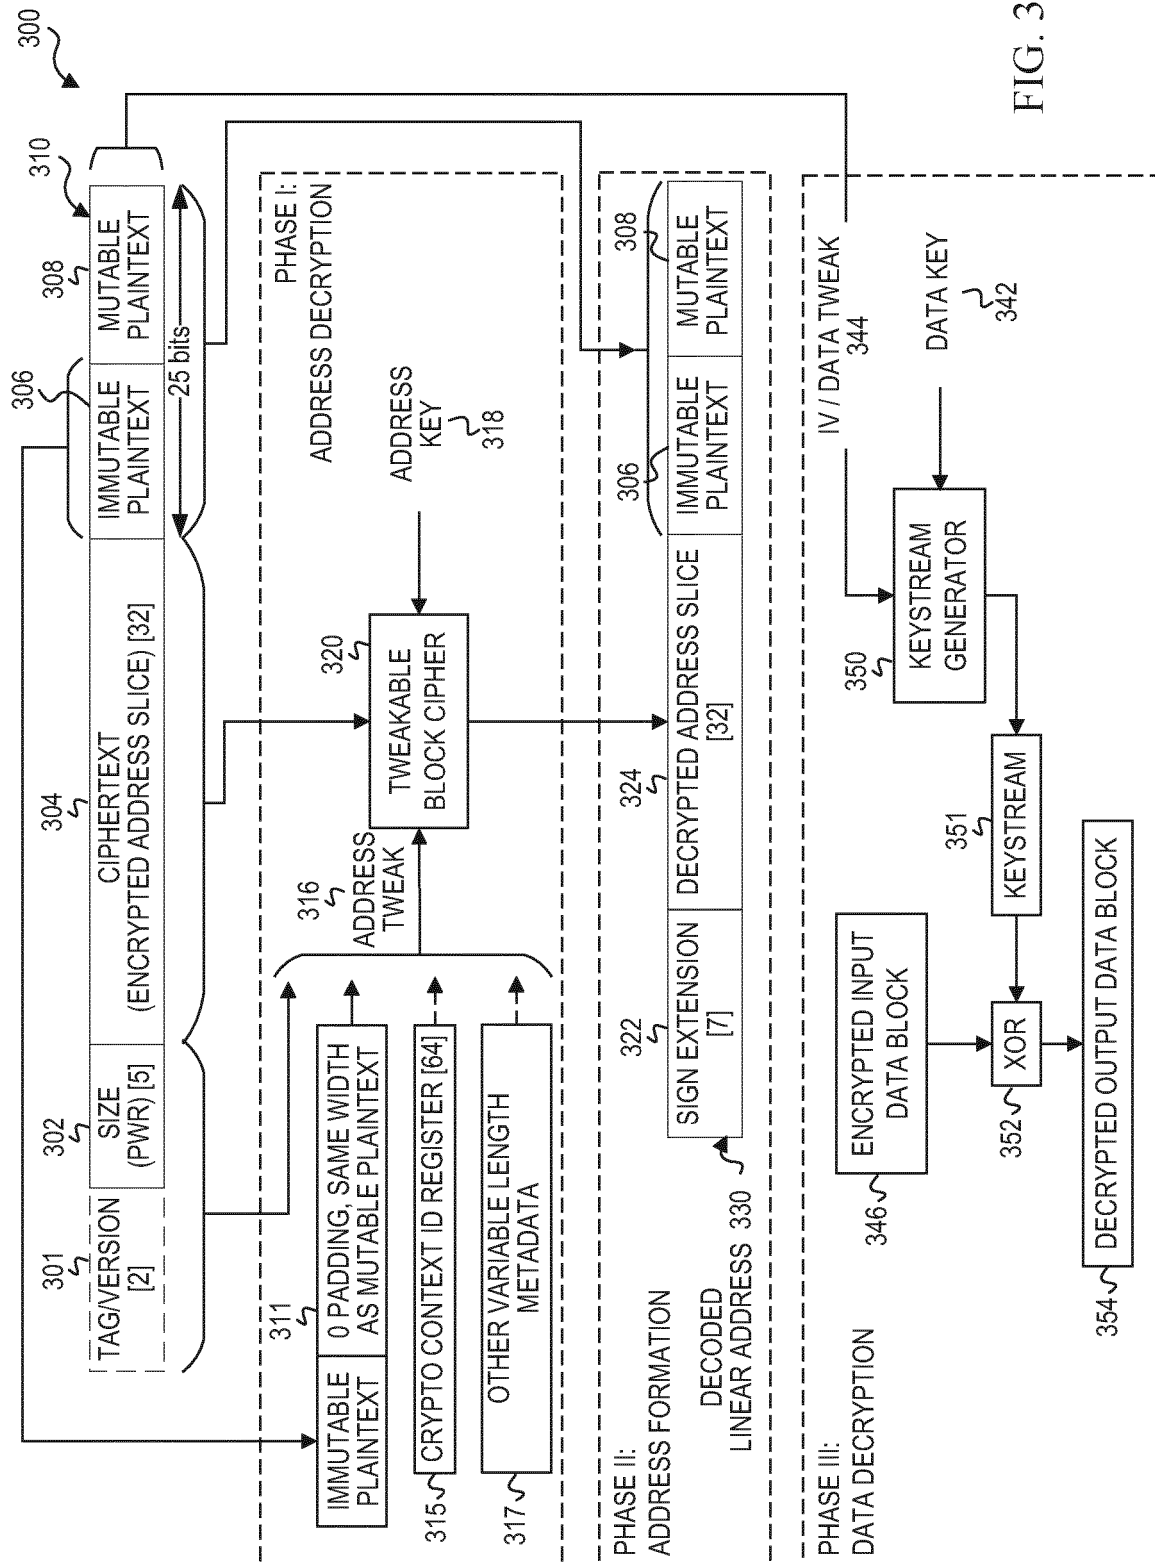 300
310
301
TAG/VERSION
[2]
302
SIZE
(PWR) [5]
304
CIPHERTEXT
(ENCRYPTED ADDRESS SLICE) [32]
306
IMMUTABLE
PLAINTEXT
308
MUTABLE
PLAINTEXT
25 bits
PHASE I:
ADDRESS DECRYPTION
311
IMMUTABLE
PLAINTEXT
0 PADDING, SAME WIDTH
AS MUTABLE PLAINTEXT
315
CRYPTO CONTEXT ID REGISTER [64]
317
OTHER VARIABLE LENGTH
METADATA
316
ADDRESS
TWEAK
320
TWEAKABLE
BLOCK CIPHER
ADDRESS
KEY
318
PHASE II:
ADDRESS FORMATION
322
SIGN EXTENSION
[7]
324
DECRYPTED ADDRESS SLICE
[32]
306
IMMUTABLE
PLAINTEXT
308
MUTABLE
PLAINTEXT
DECODED
LINEAR ADDRESS 330
PHASE III:
DATA DECRYPTION
IV / DATA TWEAK
344
DATA KEY
342
350
KEYSTREAM
GENERATOR
351
KEYSTREAM
346
ENCRYPTED INPUT
DATA BLOCK
352
XOR
354
DECRYPTED OUTPUT DATA BLOCK
FIG. 3